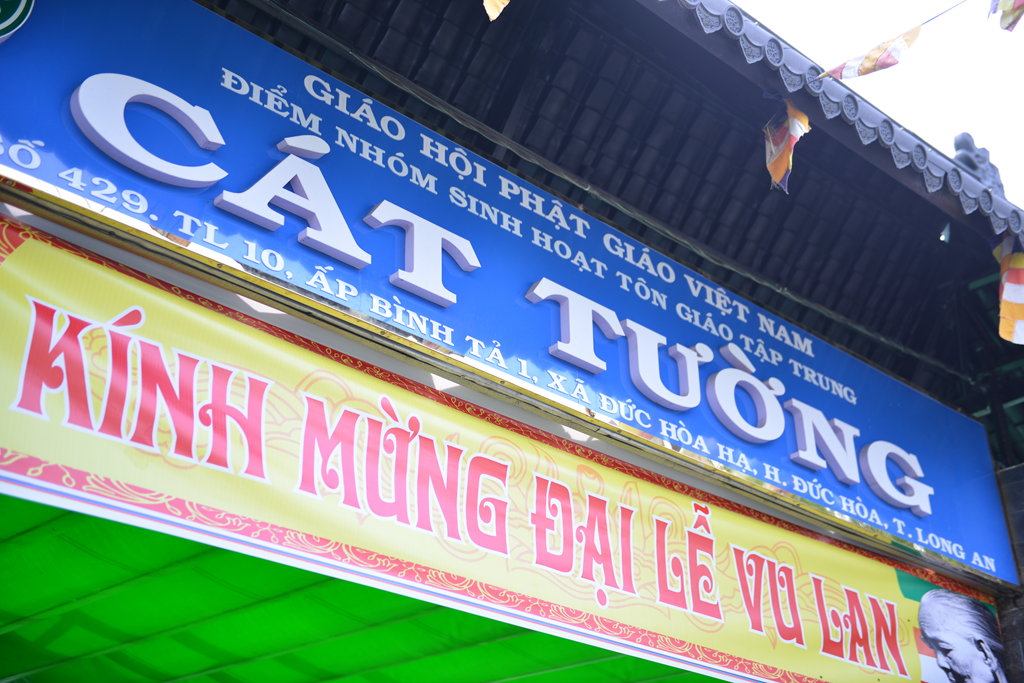 GIÁO HỘI PHẬT GIÁO VIỆT NAM
ĐIỂM NHÓM SINH HOẠT TÔN GIÁO TẬP TRUNG
CÁT TƯỜNG
SỐ 429. TL 10, ẤP BÌNH TẢ 1, XÃ ĐỨC HÒA HẠ, H. ĐỨC HÒA, T. LONG AN
KÍNH MỪNG ĐẠI LỄ VU LAN